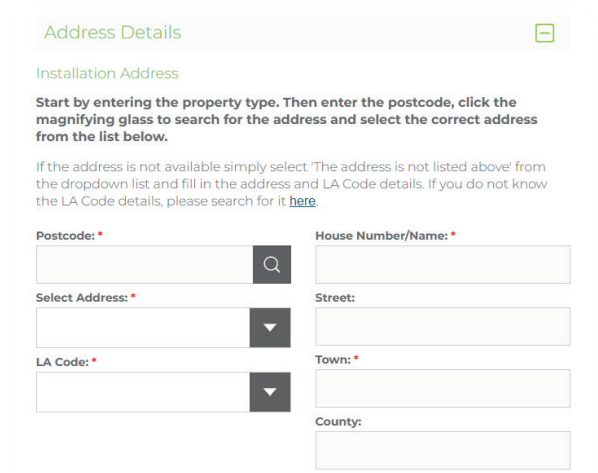 Address Details
Installation Address
Start by entering the property type. Then enter the postcode, click the
magnifying glass to search for the address and select the correct address
from the list below.
If the address is not available simply select 'The address is not listed above' from
the dropdown list and fill in the address and LA Code details. If you do not know
the LA Code details, please search for it here.
Postcode: *
House Number/Name: *
Select Address: *
Street:
LA Code: *
Town: *
County: